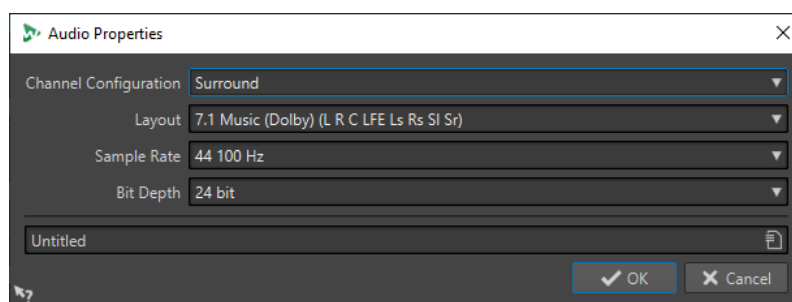 Audio Properties
Channel Configuration Surround
Layout 7.1 Music (Dolby) (L R C LFE Ls Rs Sl Sr)
Sample Rate 44 100 Hz
Bit Depth 24 bit
Untitled
OK Cancel